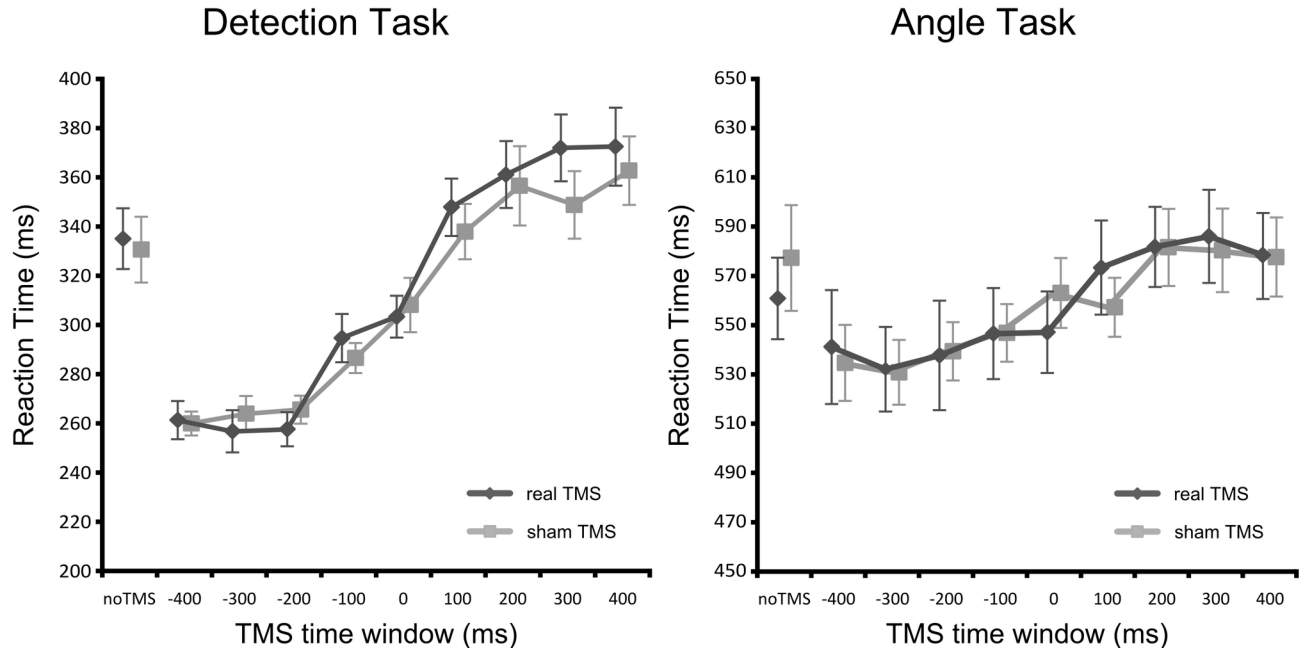 Detection Task
Reaction Time (ms)
400
380
360
340
320
300
280
260
240
220
200
real TMS
sham TMS
noTMS -400 -300 -200 -100 0 100 200 300 400
TMS time window (ms)
Angle Task
Reaction Time (ms)
650
630
610
590
570
550
530
510
490
470
450
real TMS
sham TMS
noTMS -400 -300 -200 -100 0 100 200 300 400
TMS time window (ms)